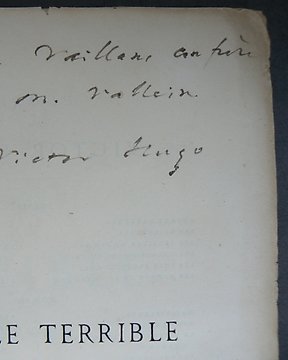 vaillant confrère
M. Vallein
Victor Hugo
LE TERRIBLE